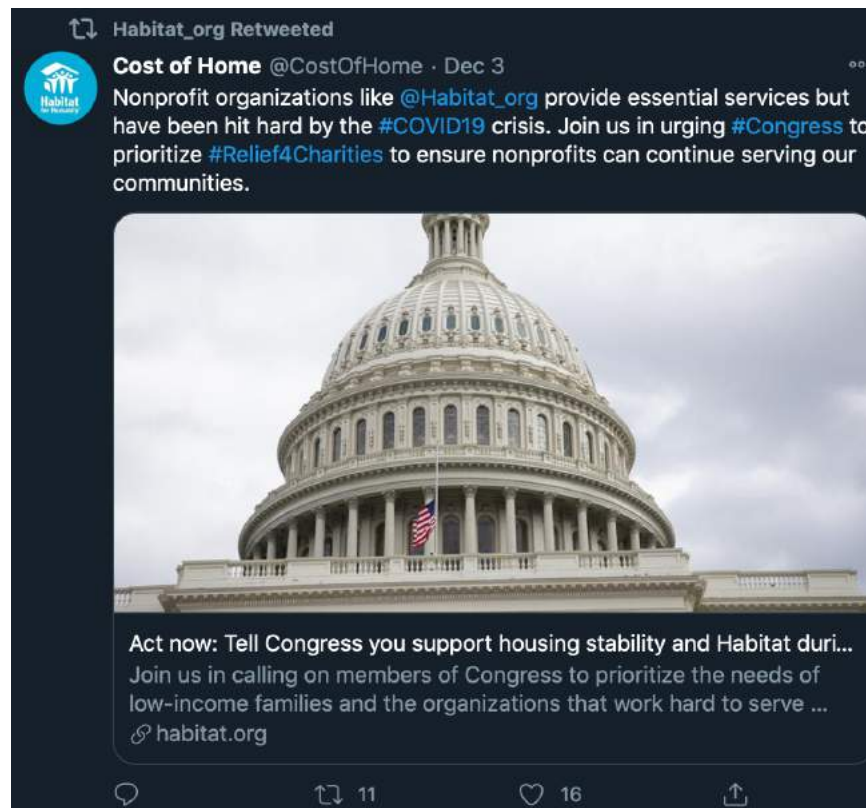 Habitat_org Retweeted
Cost of Home @CostOfHome · Dec 3
Habitat
for Humanity
Nonprofit organizations like @Habitat_org provide essential services but
have been hit hard by the #COVID19 crisis. Join us in urging #Congress to
prioritize #Relief4Charities to ensure nonprofits can continue serving our
communities.
Act now: Tell Congress you support housing stability and Habitat duri...
Join us in calling on members of Congress to prioritize the needs of
low-income families and the organizations that work hard to serve ...
habitat.org
11 16